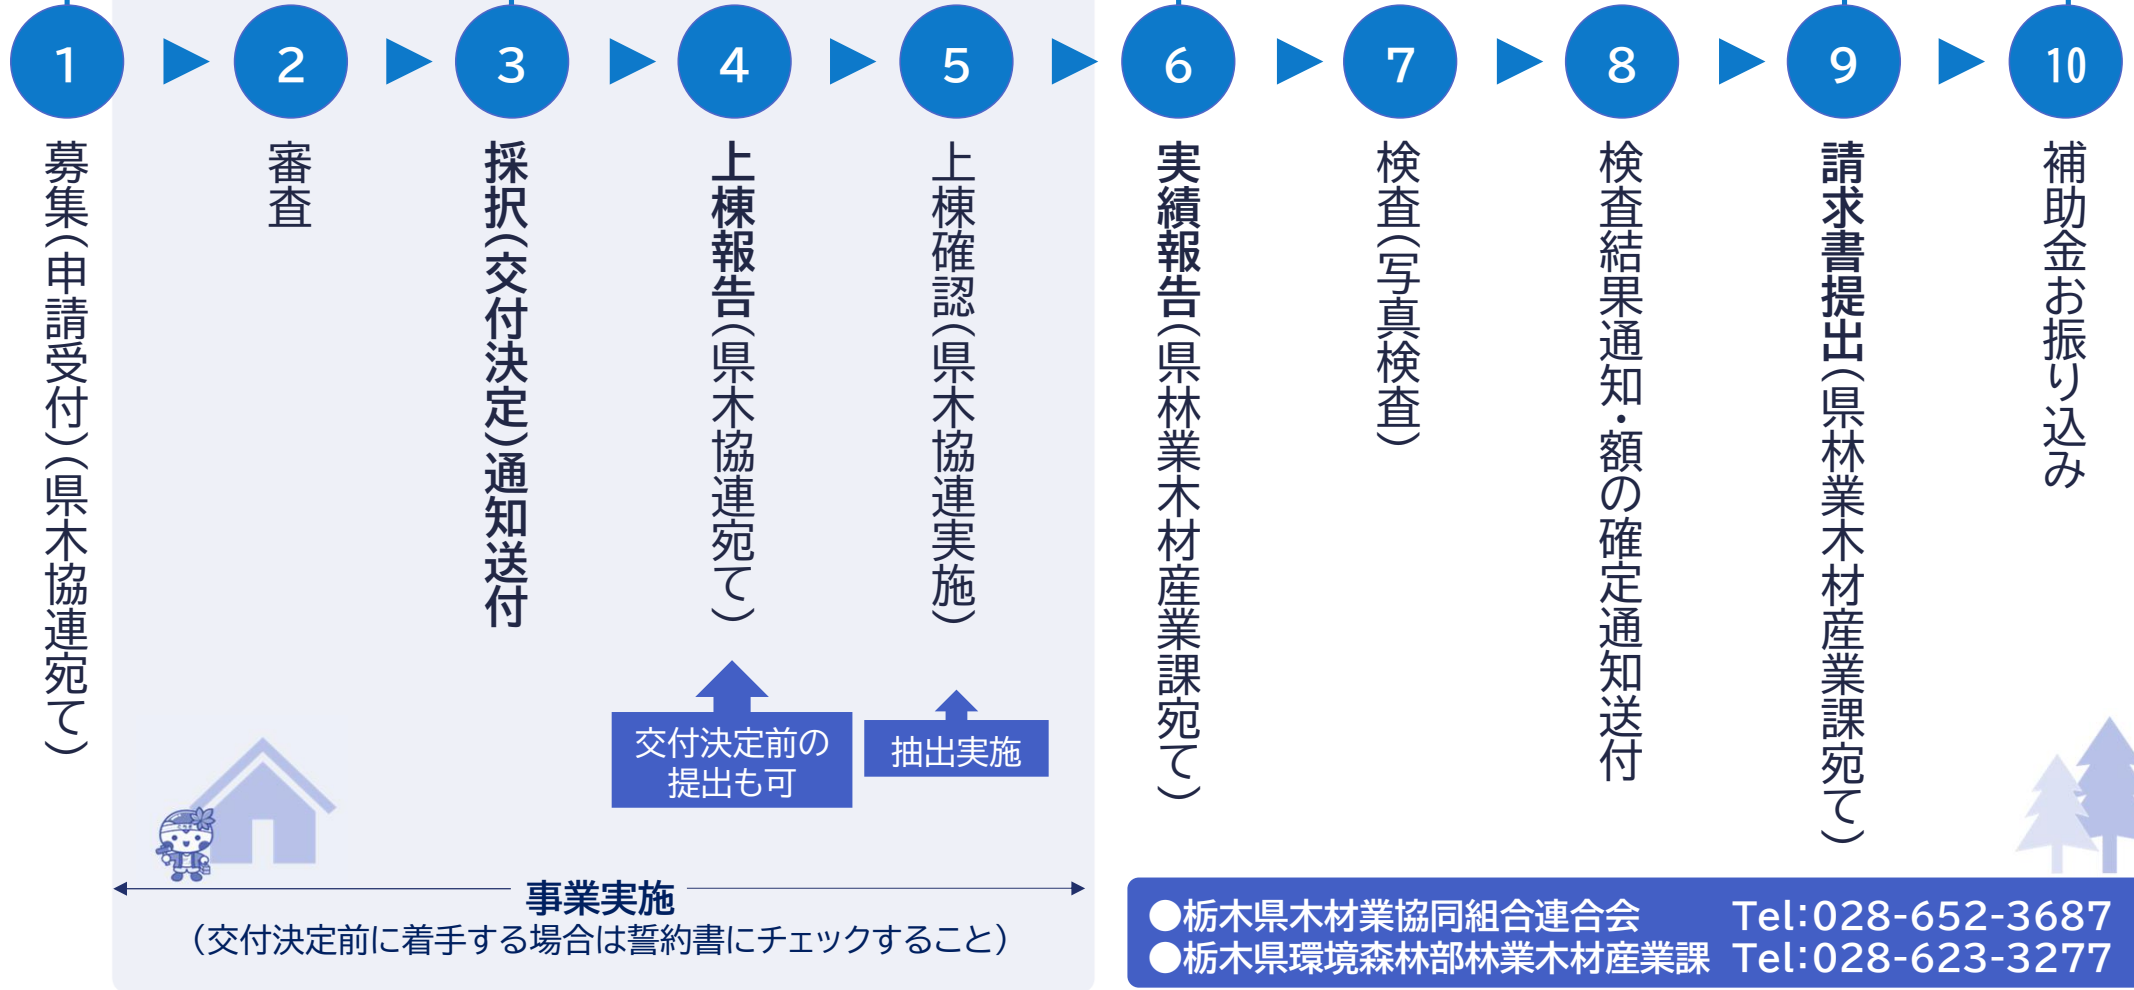 1
募集(申請受付)(県木協連宛て)
2
審査
3
採択(交付決定)通知送付
4
上棟報告(県木協連宛て)
交付決定前の
提出も可
5
上棟確認(県木協連実施)
抽出実施
6
実績報告(県林業木材産業課宛て)
7
検査(写真検査)
8
検査結果通知・額の確定通知送付
9
請求書提出(県林業木材産業課宛て)
10
補助金お振り込み
事業実施
(交付決定前に着手する場合は誓約書にチェックすること)
●栃木県木材業協同組合連合会 Tel:028-652-3687
●栃木県環境森林部林業木材産業課 Tel:028-623-3277